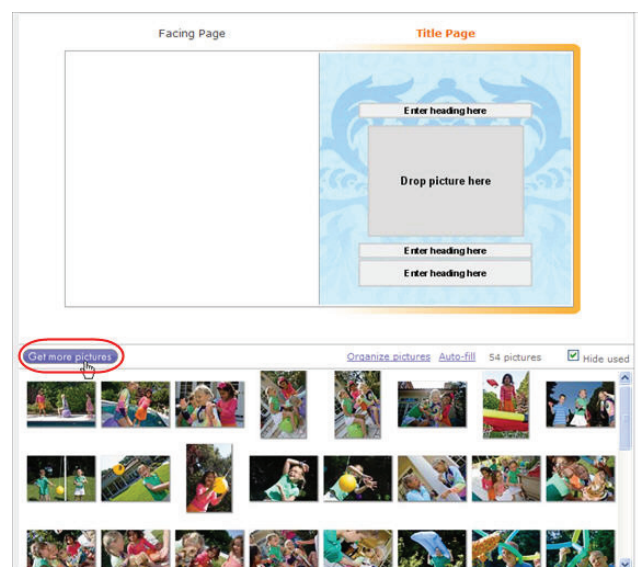 Facing Page
Title Page
Enter heading here
Drop picture here
Enter heading here
Enter heading here
Get more pictures
Organize pictures Auto-fill 54 pictures Hide used